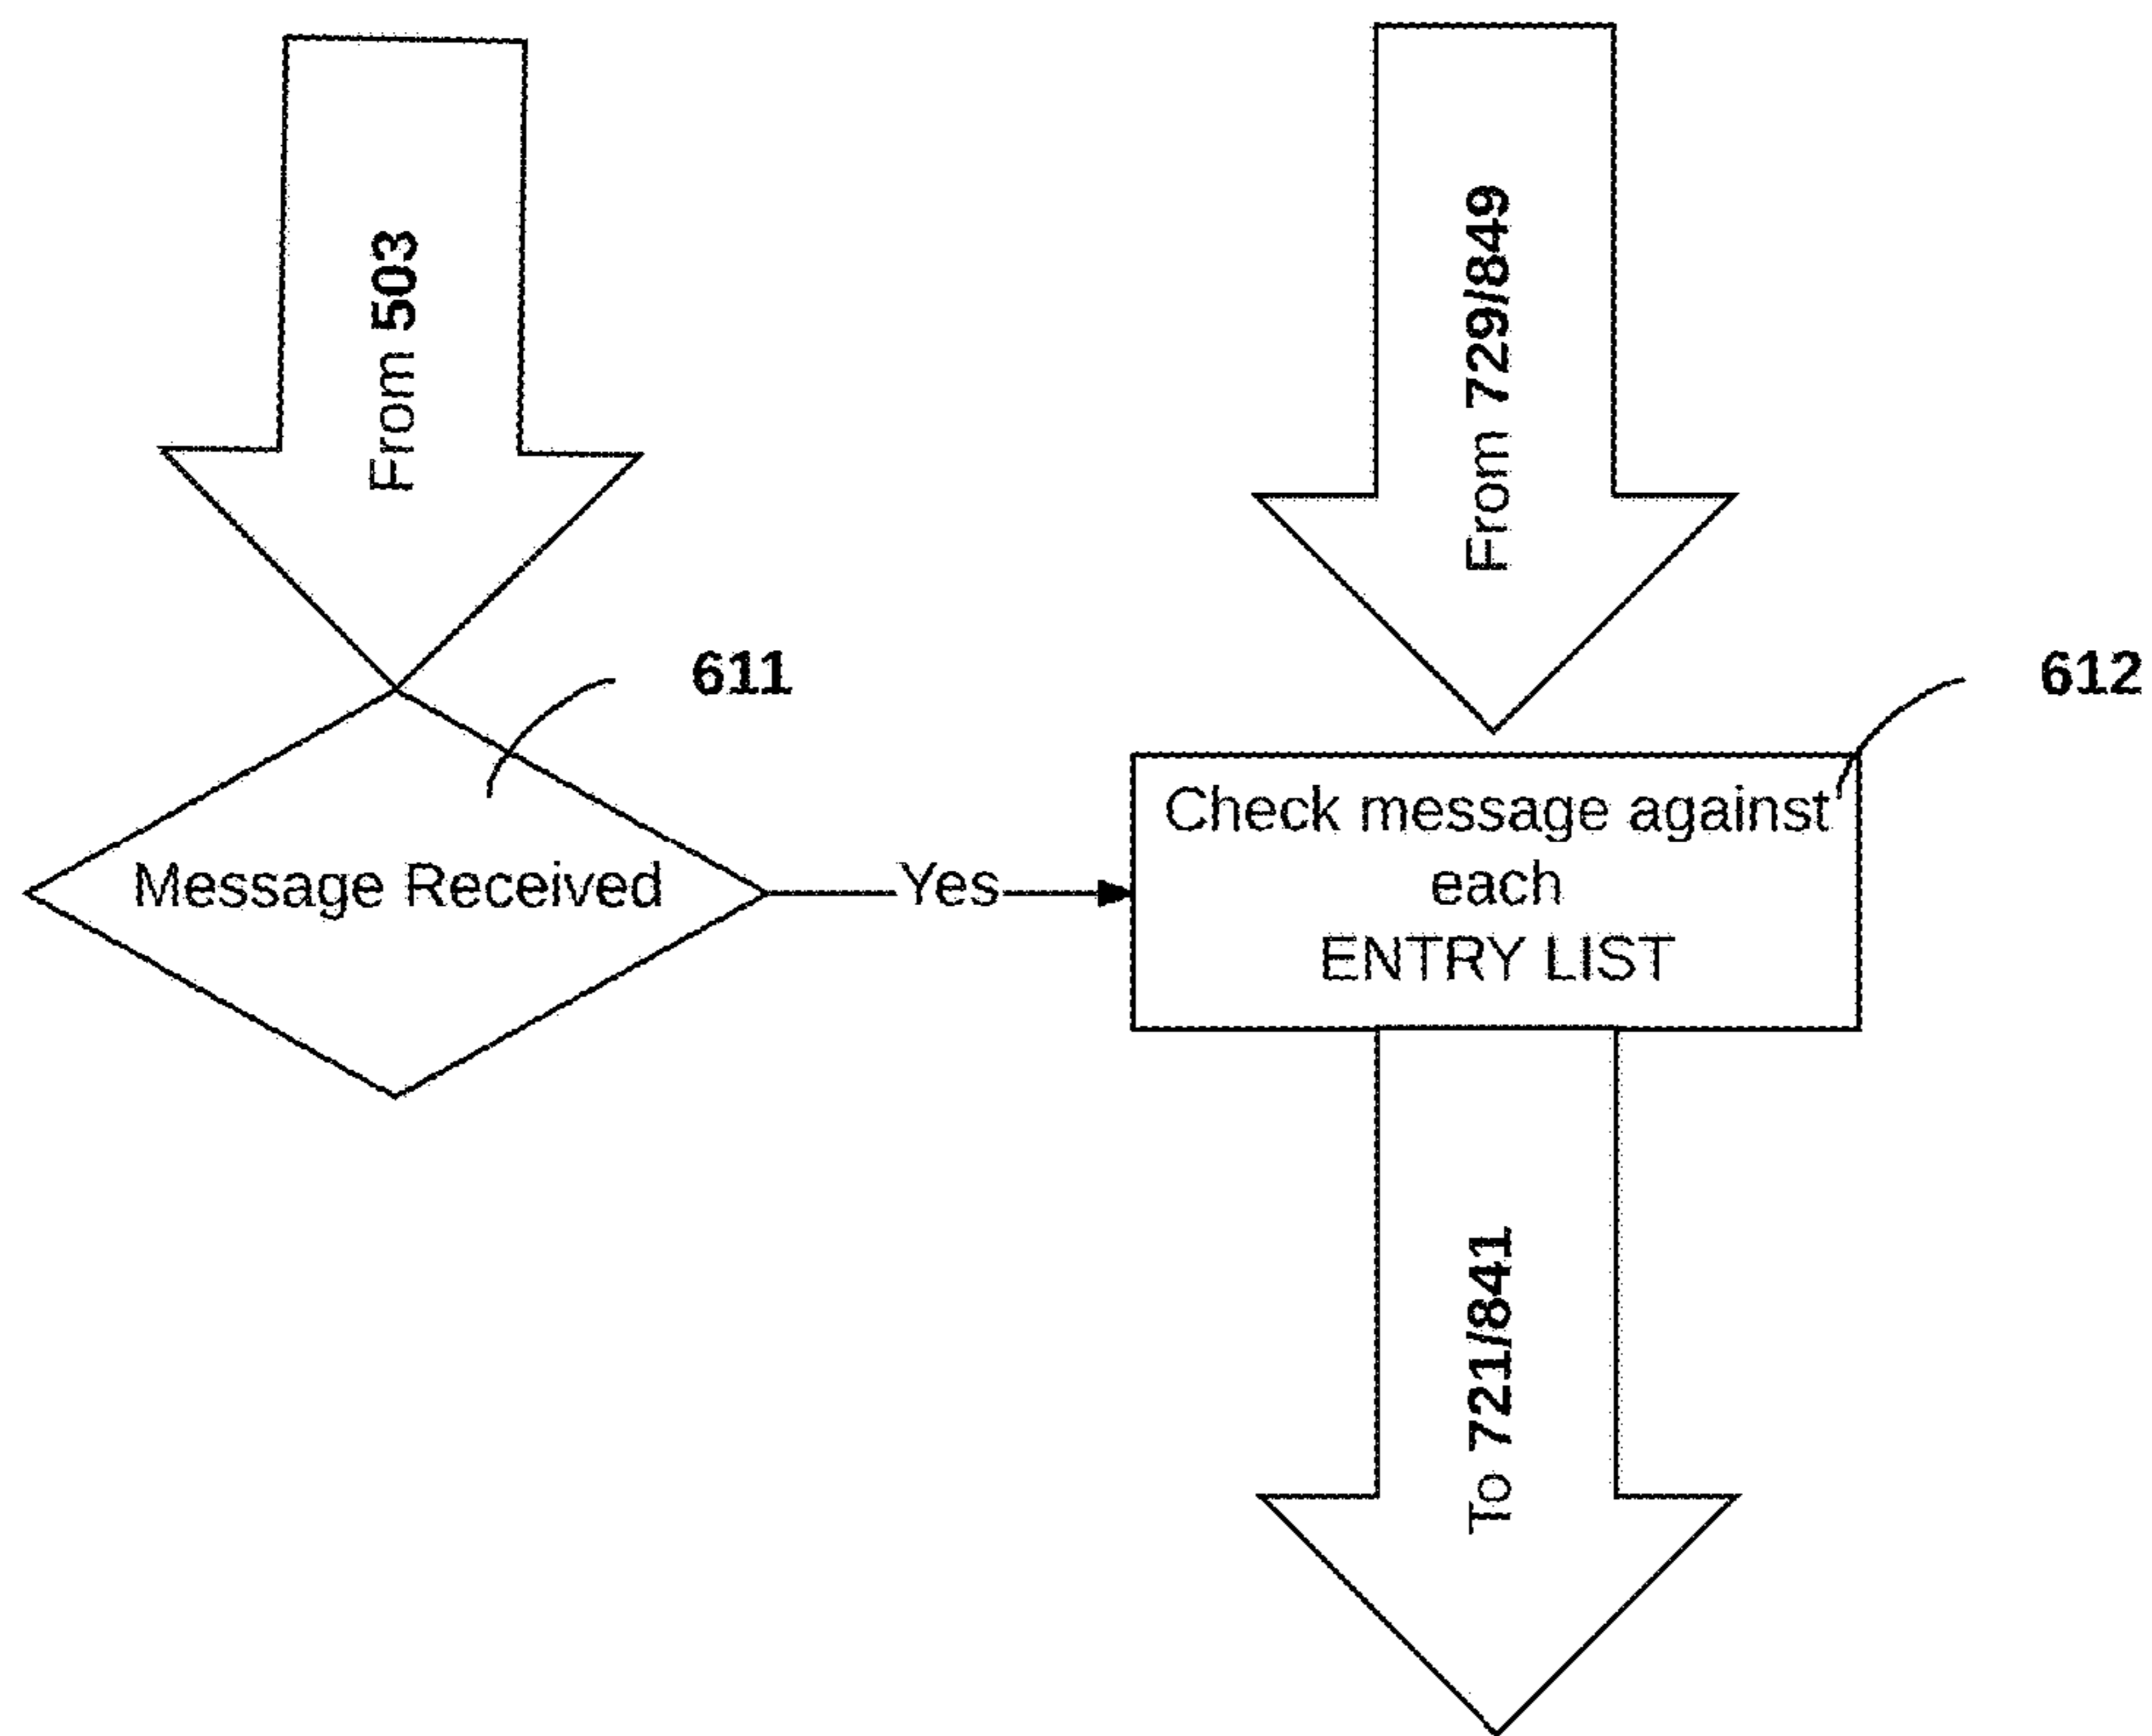 From 503
From 729/849
611
612
Message Received
Yes
Check message against
each
ENTRY LIST
To 721/841